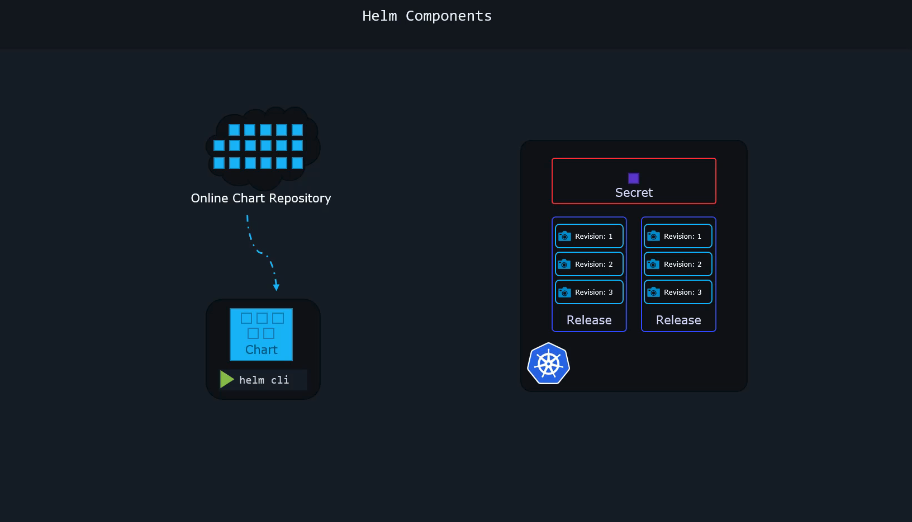 Helm Components
Online Chart Repository
Chart
helm cli
Secret
Revision: 1
Revision: 2
Revision: 3
Release
Revision: 1
Revision: 2
Revision: 3
Release